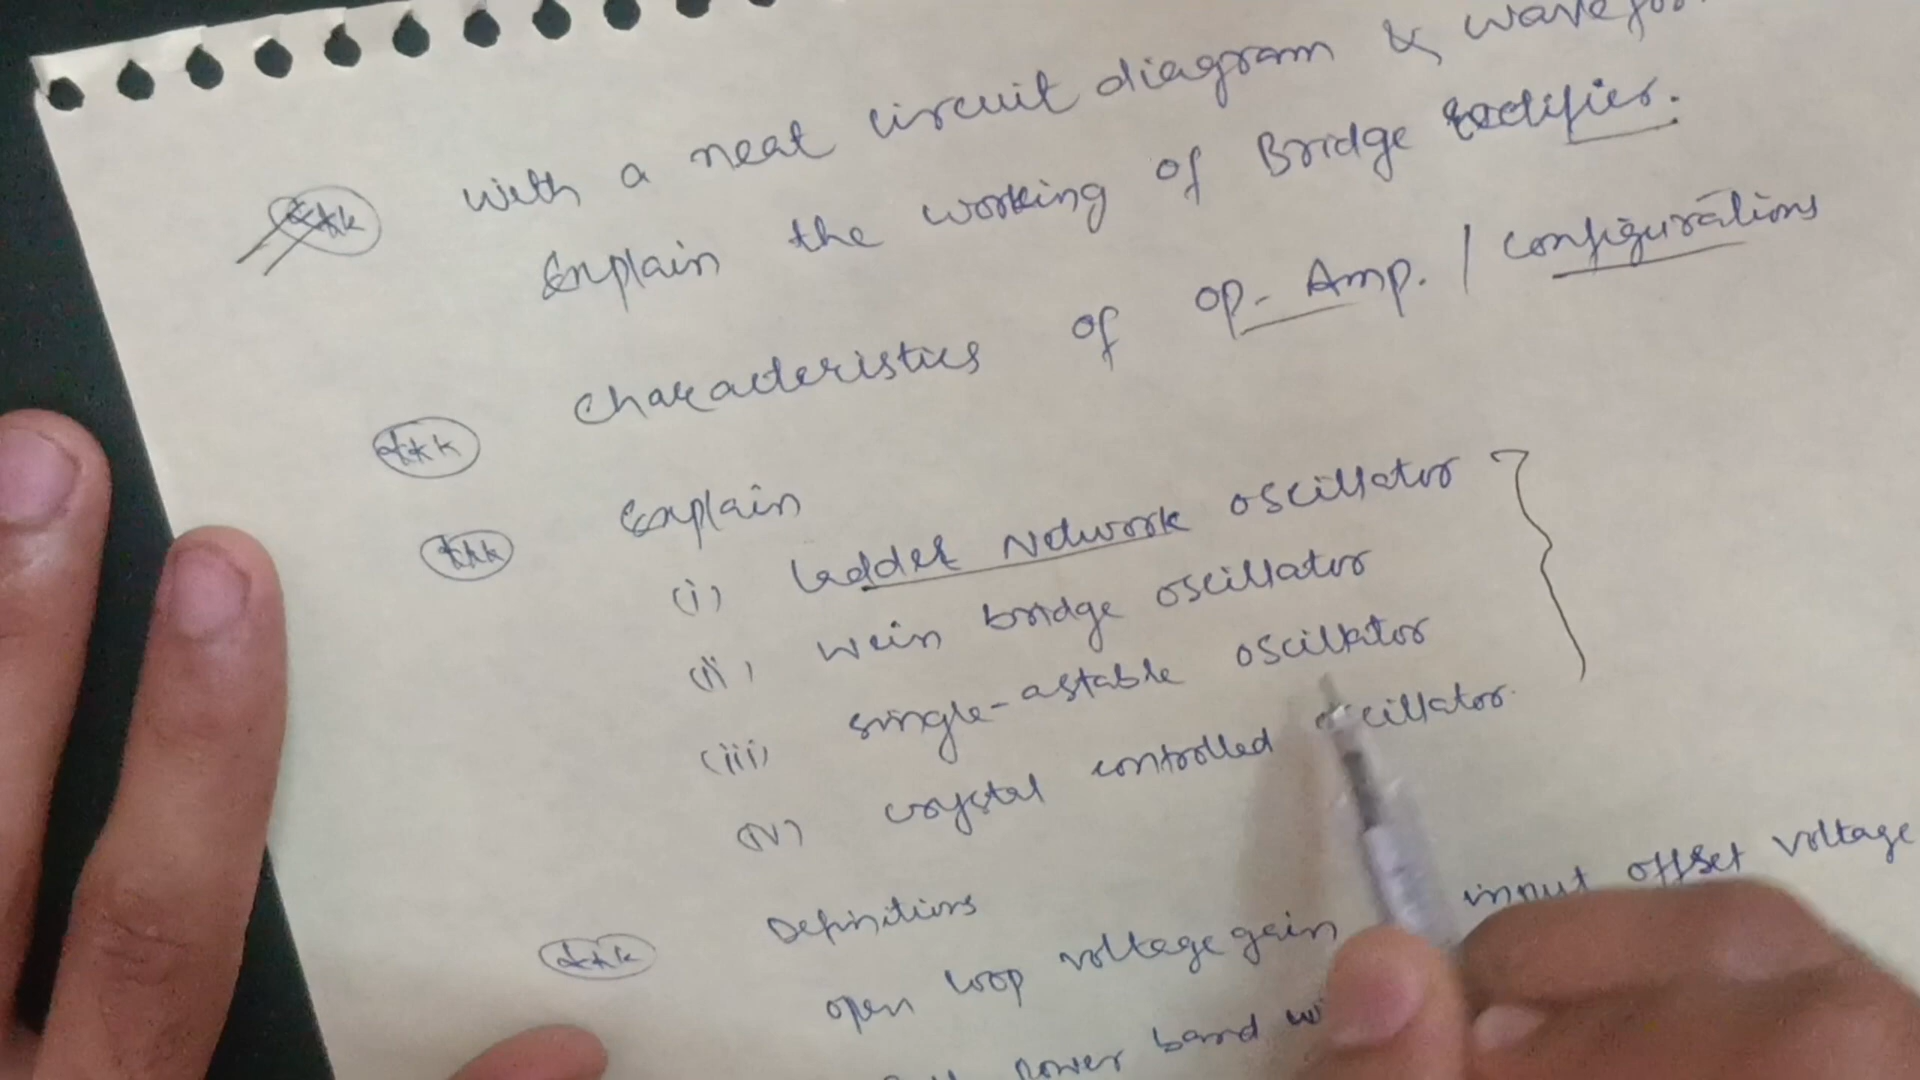 *** With a neat circuit diagram &
Explain the working of Bridge rectifier.
*** Characteristics of op-Amp. / configurations
*** Explain
(i) Ladder Network oscillator
(ii) wein bridge oscillator
(iii) single-astable oscillator
(iv) crystal controlled oscillator
*** Definitions
open loop voltage gain input offset voltage
power band